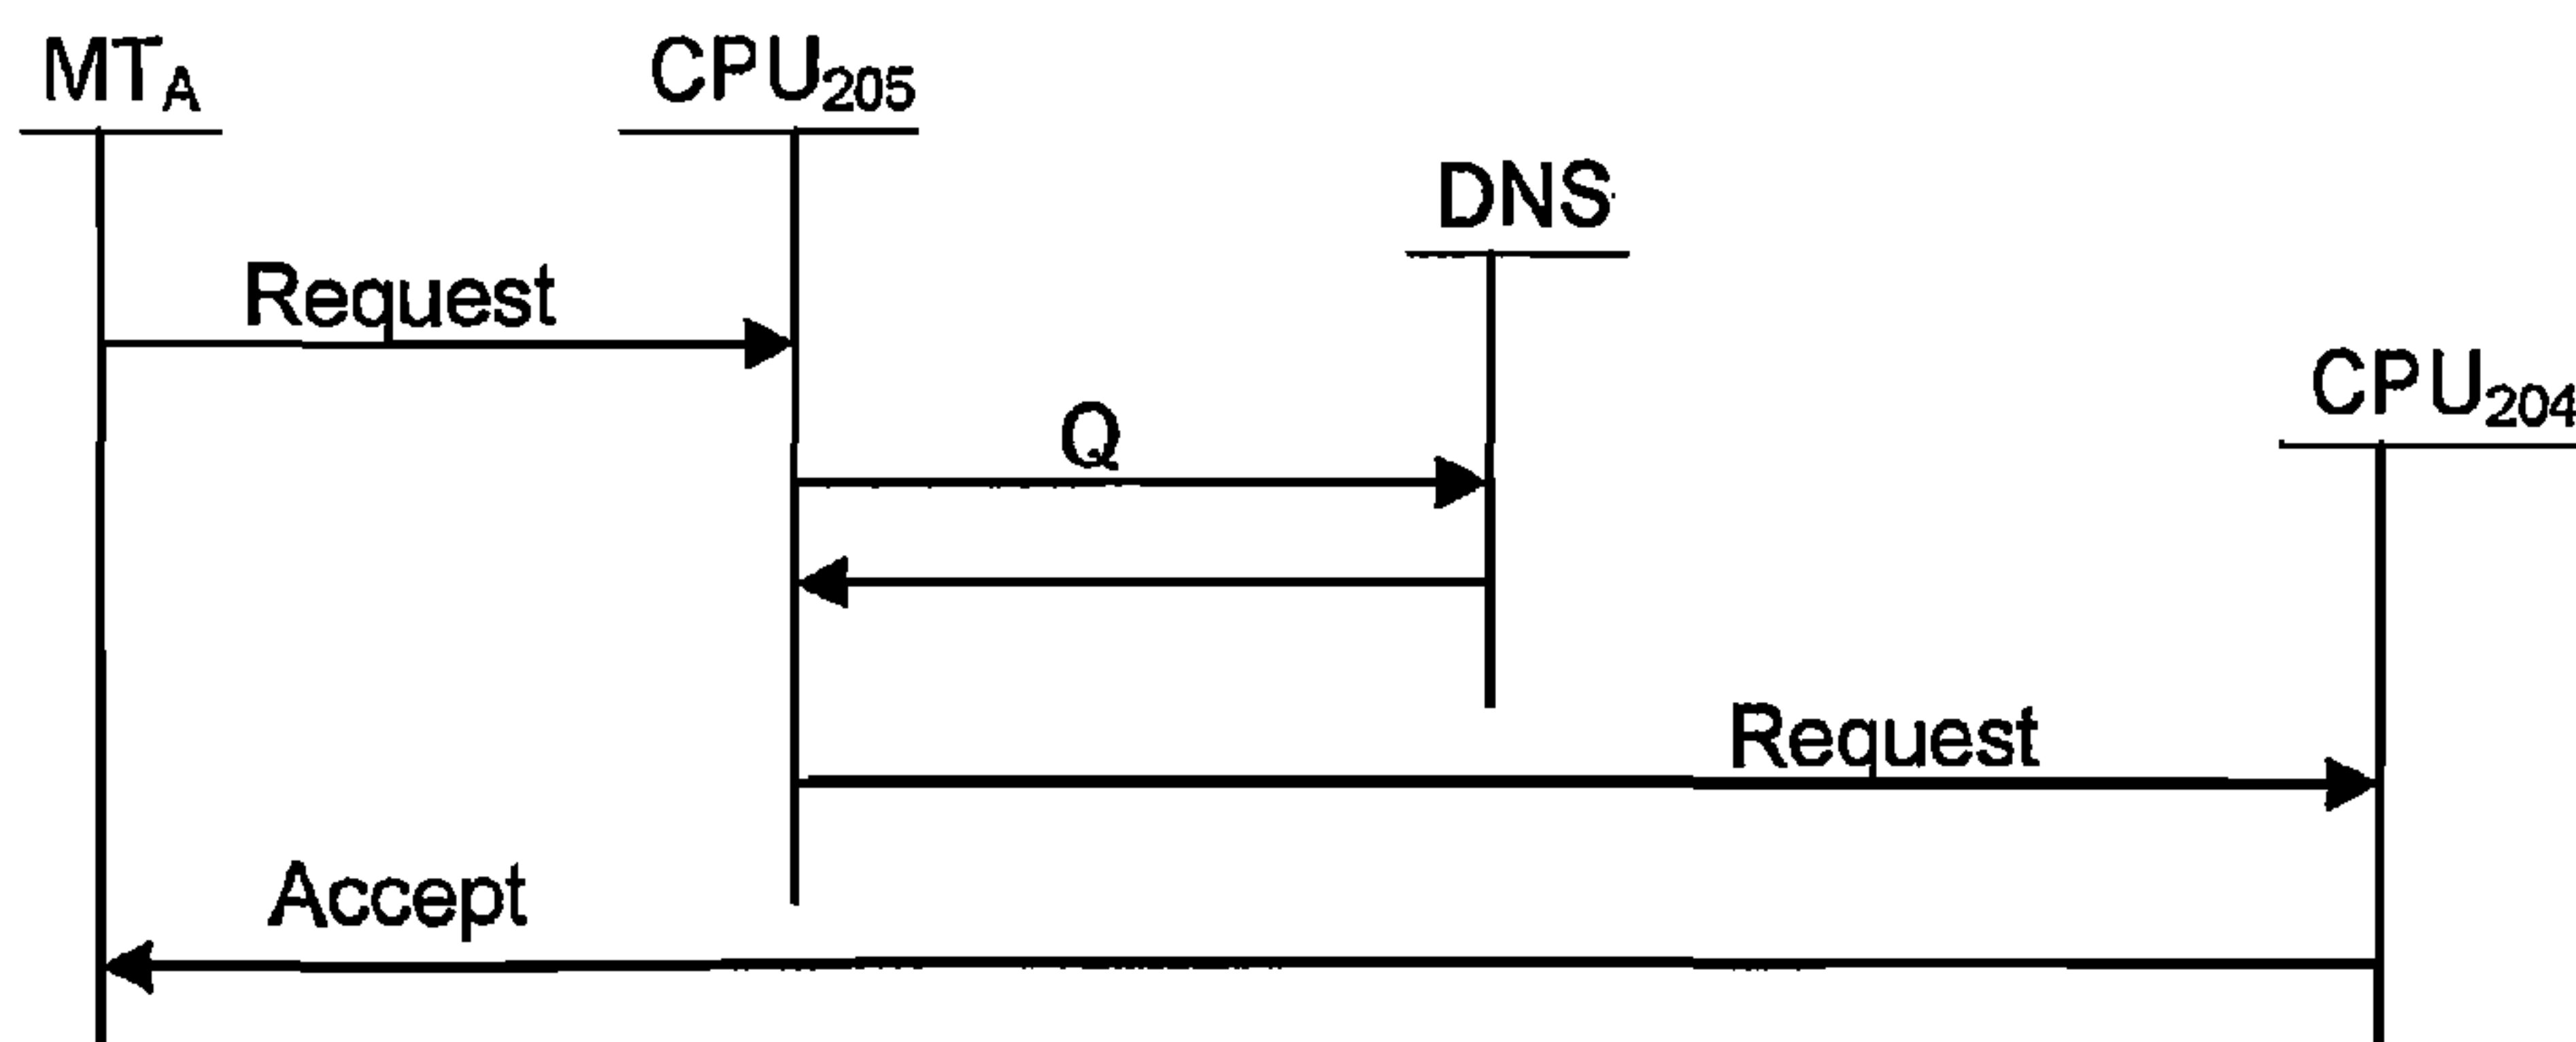 MTA
CPU205
DNS
Request
CPU204
Q
Request
Accept